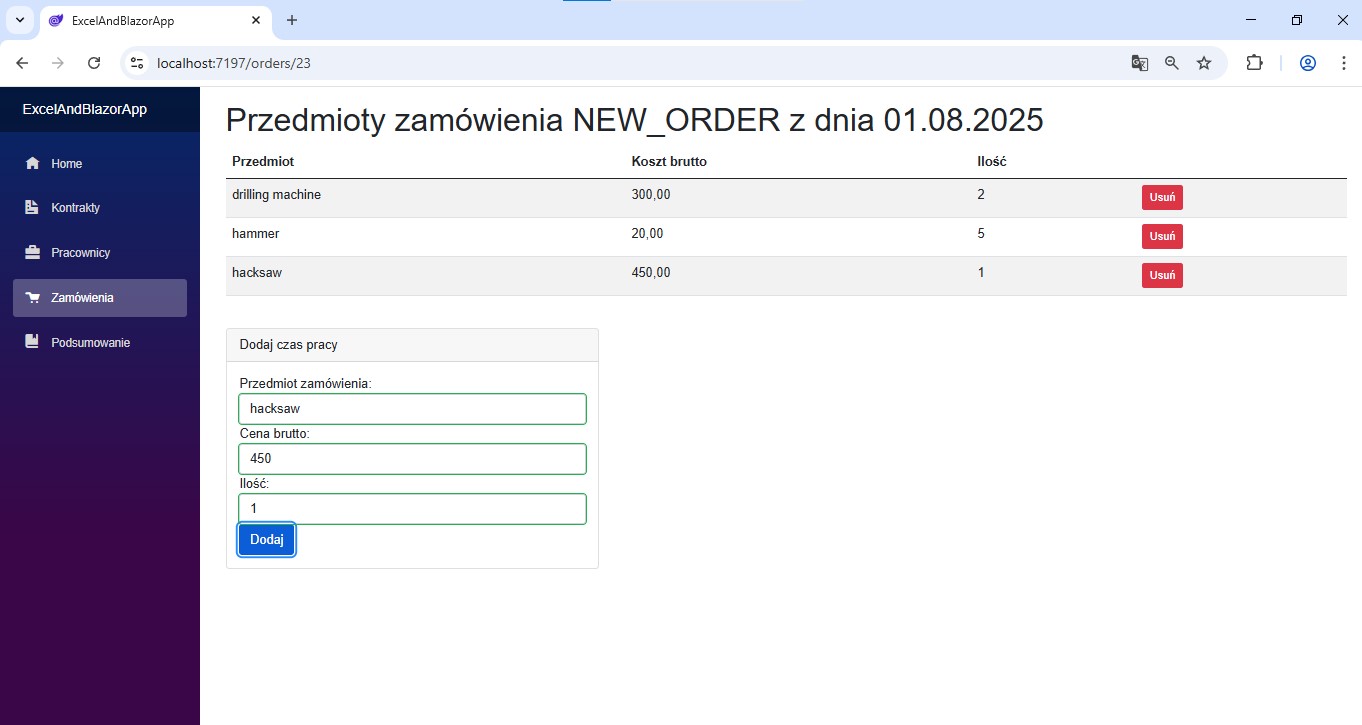 ExcelAndBlazorApp
localhost:7197/orders/23
ExcelAndBlazorApp
Home
Kontrakty
Pracownicy
Zamówienia
Podsumowanie
Przedmioty zamówienia NEW_ORDER z dnia 01.08.2025
Przedmiot Koszt brutto Ilość
drilling machine 300,00 2 Usuń
hammer 20,00 5 Usuń
hacksaw 450,00 1 Usuń
Dodaj czas pracy
Przedmiot zamówienia:
hacksaw
Cena brutto:
450
Ilość:
1
Dodaj